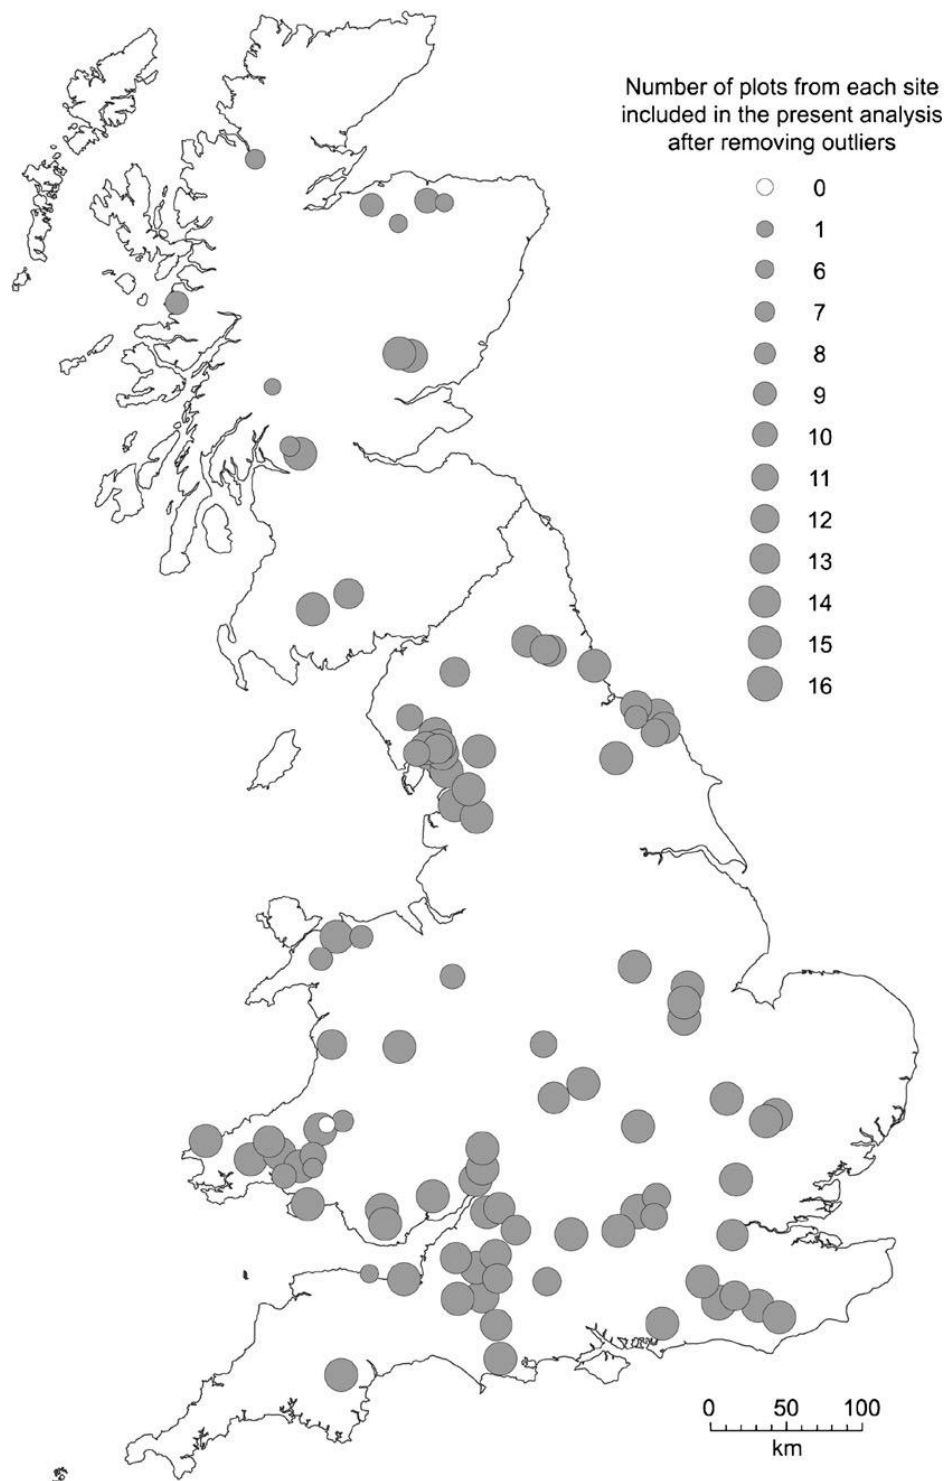 Number of plots from each site
included in the present analysis
after removing outliers
0
1
6
7
8
9
10
11
12
13
14
15
16
0 50 100
km